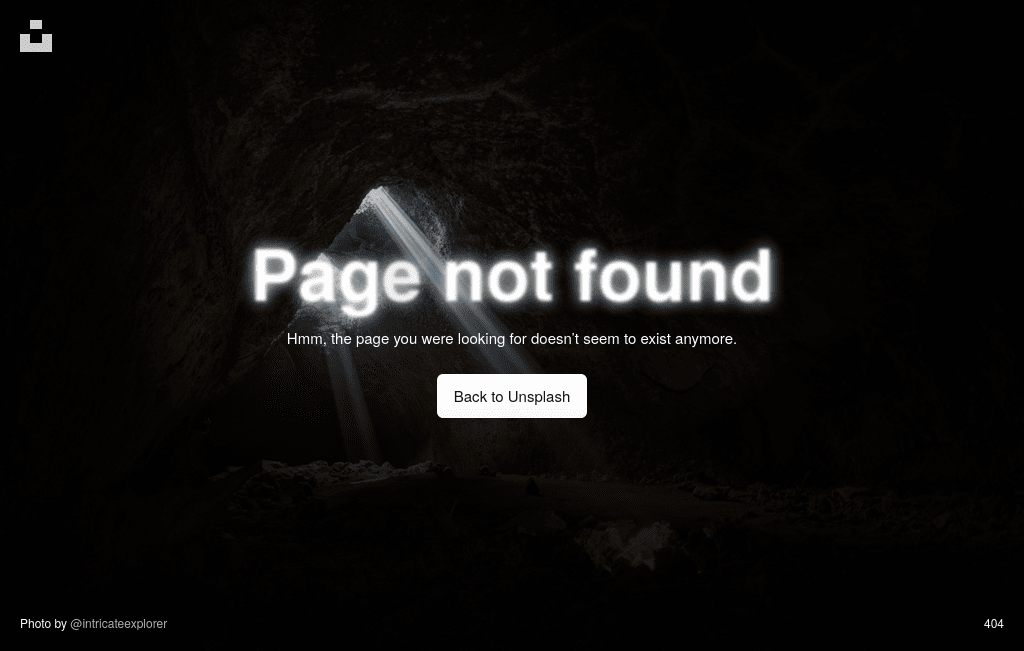 Page not found
Hmm, the page you were looking for doesn’t seem to exist anymore.
Back to Unsplash
Photo by @intricateexplorer
404